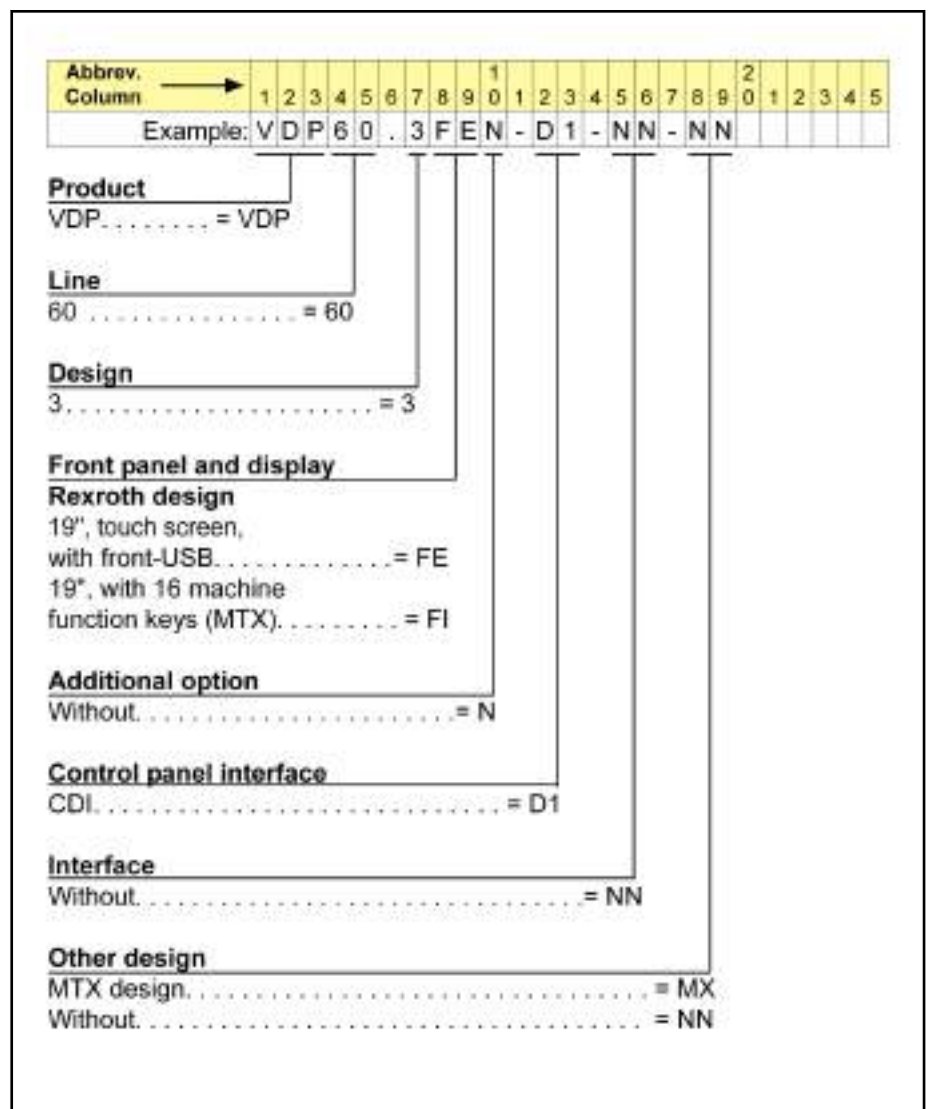 Abbrev.
Column 1 2 3 4 5 6 7 8 9 10 1 2 3 4 5 6 7 8 9 20 1 2 3 4 5
Example: V D P 6 0 . 3 F E N - D 1 - N N - N N
Product
VDP. . . . . . . . = VDP
Line
60 . . . . . . . . . . . . . . . = 60
Design
3. . . . . . . . . . . . . . . . . . . . . . = 3
Front panel and display
Rexroth design
19", touch screen,
with front-USB. . . . . . . . . . . . . = FE
19", with 16 machine
function keys (MTX). . . . . . . . . = FI
Additional option
Without. . . . . . . . . . . . . . . . . . . . . . . = N
Control panel interface
CDI. . . . . . . . . . . . . . . . . . . . . . . . . . . . . = D1
Interface
Without. . . . . . . . . . . . . . . . . . . . . . . . . . . . . . . . = NN
Other design
MTX design. . . . . . . . . . . . . . . . . . . . . . . . . . . . . . . . . = MX
Without. . . . . . . . . . . . . . . . . . . . . . . . . . . . . . . . . . . . = NN